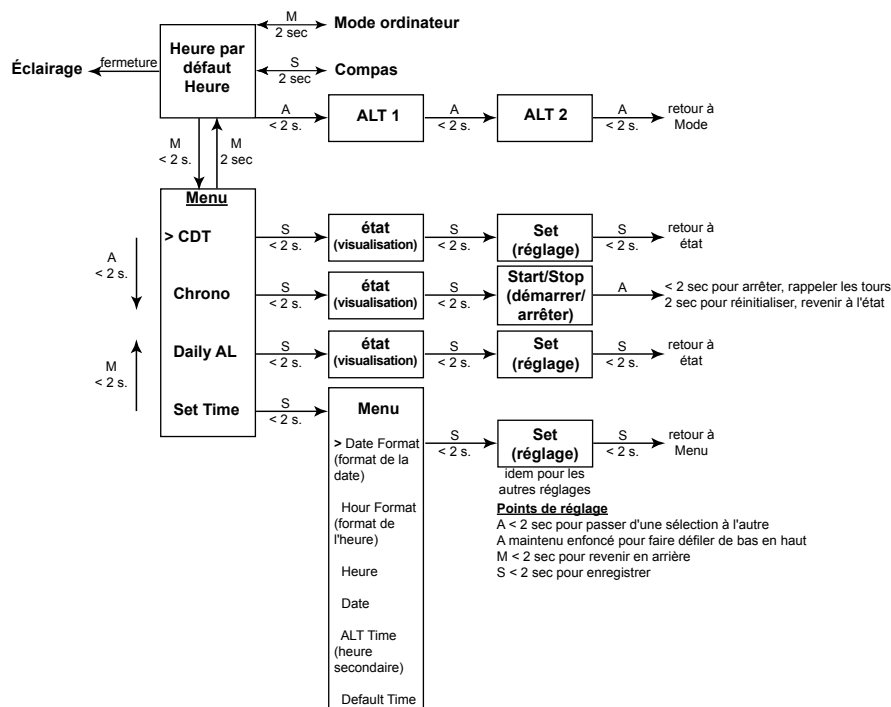 M
2 sec
Mode ordinateur
Heure par
défaut
Heure
Éclairage
fermeture
S
2 sec
Compas
A
< 2 s.
ALT 1
A
< 2 s.
ALT 2
A
< 2 s.
retour à
Mode
M
< 2 s.
M
2 sec
Menu
> CDT
S
< 2 s.
état
(visualisation)
S
< 2 s.
Set
(réglage)
S
< 2 s.
retour à
état
A
< 2 s.
Chrono
S
< 2 s.
état
(visualisation)
S
< 2 s.
Start/Stop
(démarrer/
arrêter)
A
< 2 sec pour arrêter, rappeler les tours
2 sec pour réinitialiser, revenir à l'état
M
< 2 s.
Daily AL
S
< 2 s.
état
(visualisation)
S
< 2 s.
Set
(réglage)
S
< 2 s.
retour à
état
Set Time
S
< 2 s.
Menu
> Date Format
(format de la
date)
Hour Format
(format de
l'heure)
Heure
Date
ALT Time
(heure
secondaire)
Default Time
S
< 2 s.
Set
(réglage)
S
< 2 s.
retour à
Menu
idem pour les
autres réglages
Points de réglage
A < 2 sec pour passer d'une sélection à l'autre
A maintenu enfoncé pour faire défiler de bas en haut
M < 2 sec pour revenir en arrière
S < 2 sec pour enregistrer